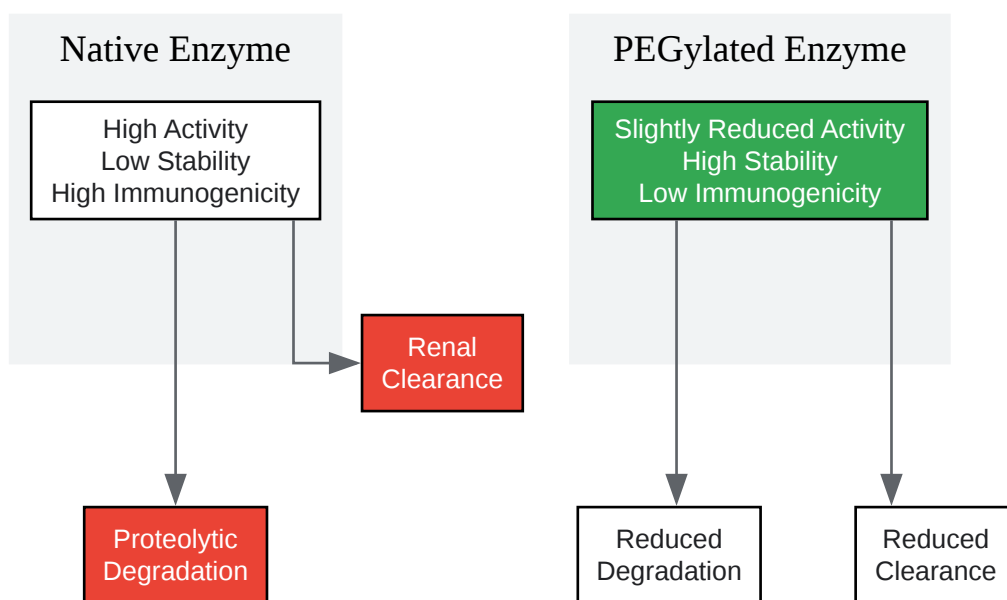 Native Enzyme
High Activity
Low Stability
High Immunogenicity
Renal
Clearance
Proteolytic
Degradation
PEGylated Enzyme
Slightly Reduced Activity
High Stability
Low Immunogenicity
Reduced
Degradation
Reduced
Clearance